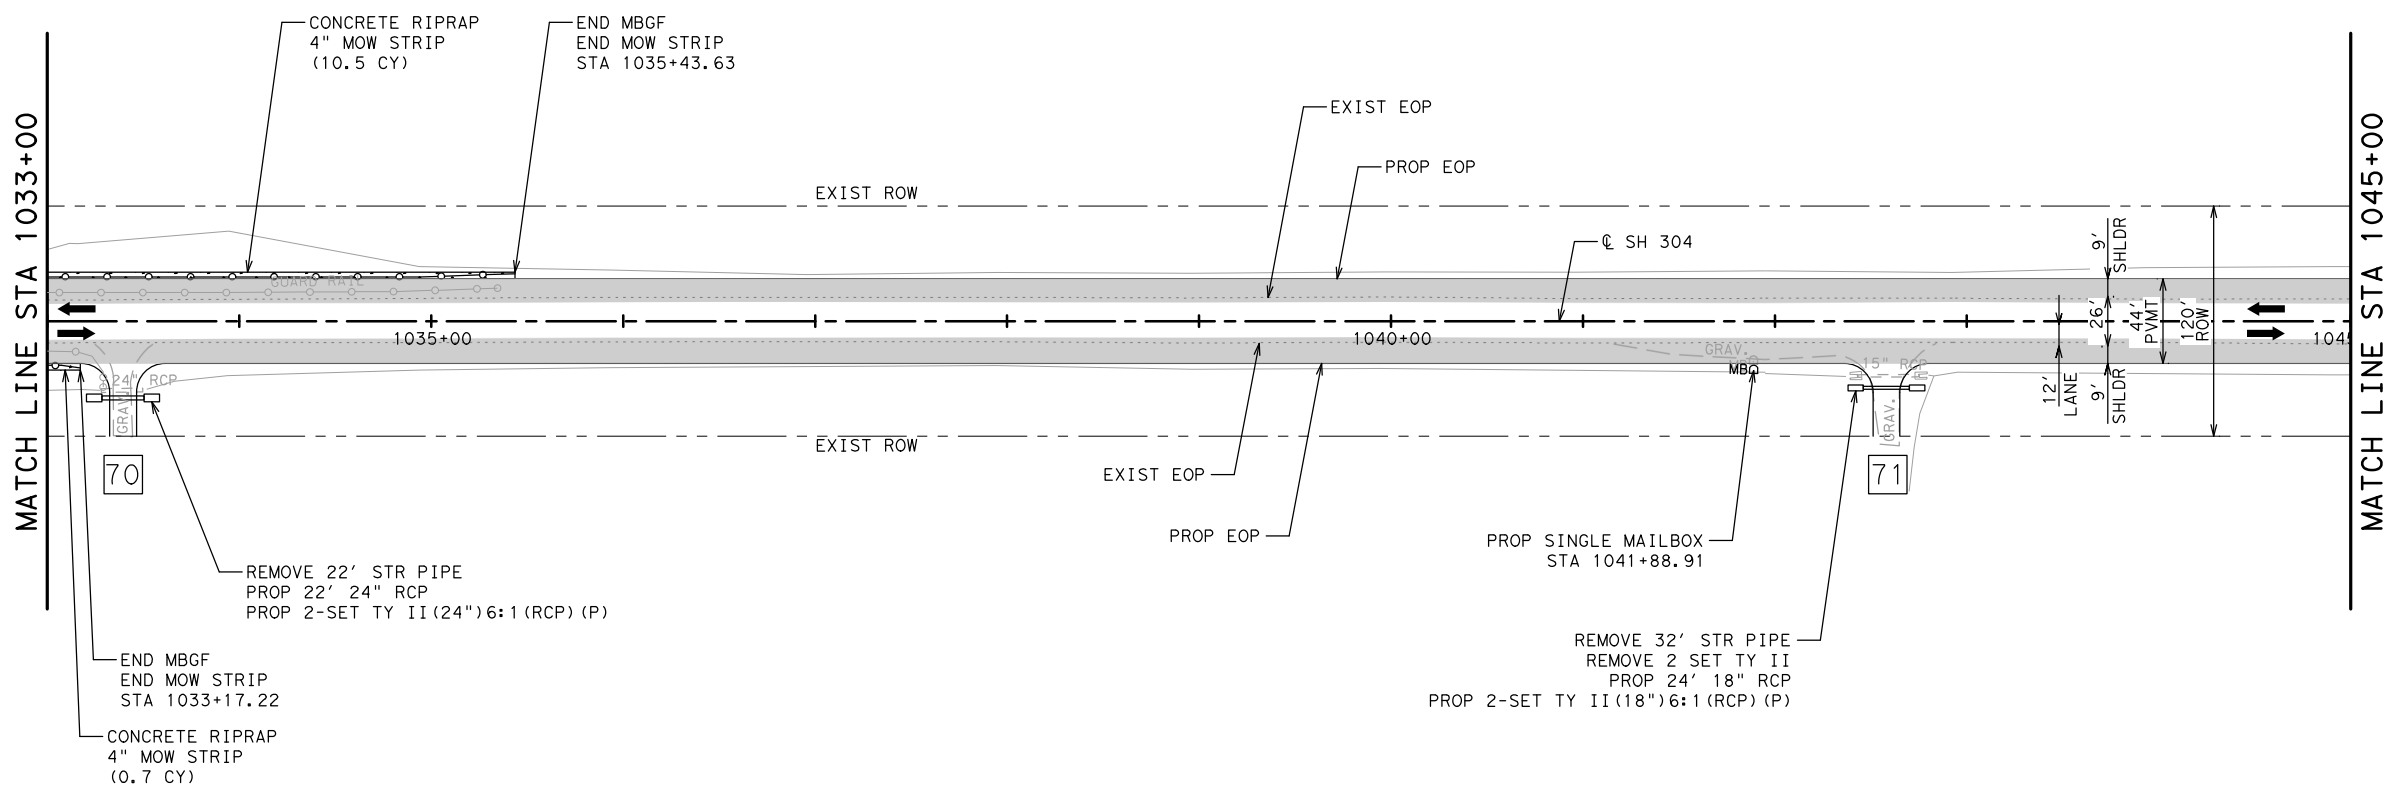 CONCRETE RIPRAP
4" MOW STRIP
(10.5 CY)
END MBGF
END MOW STRIP
STA 1035+43.63
EXIST EOP
PROP EOP
EXIST ROW
℄ SH 304
MATCH LINE STA 1033+00
MATCH LINE STA 1045+00
GUARD RAIL
1035+00
1040+00
1045
9' SHLDR
26'
44' PVMT
120' ROW
12' LANE
9' SHLDR
24" RCP
GRAV.
GRAV.
MB
MB
15" RCP
GRAV.
EXIST ROW
70
71
EXIST EOP
PROP EOP
PROP SINGLE MAILBOX
STA 1041+88.91
REMOVE 22' STR PIPE
PROP 22' 24" RCP
PROP 2-SET TY II(24")6:1(RCP)(P)
END MBGF
END MOW STRIP
STA 1033+17.22
CONCRETE RIPRAP
4" MOW STRIP
(0.7 CY)
REMOVE 32' STR PIPE
REMOVE 2 SET TY II
PROP 24' 18" RCP
PROP 2-SET TY II(18")6:1(RCP)(P)